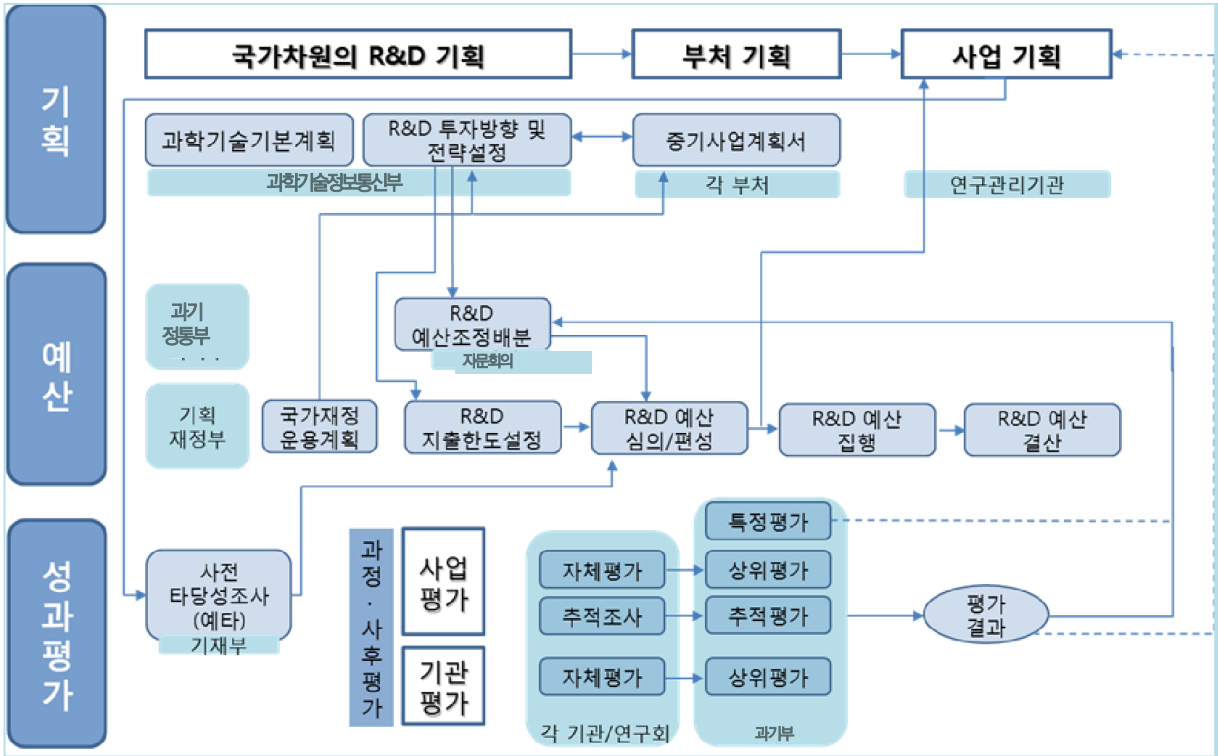 기
획
국가차원의 R&D 기획
부처 기획
사업 기획
과학기술기본계획
R&D 투자방향 및
전략설정
중기사업계획서
과학기술정보통신부
각 부처
연구관리기관
예
산
과기
정통부
R&D
예산조정배분
자문회의
기획
재정부
국가재정
운용계획
R&D
지출한도설정
R&D 예산
심의/편성
R&D 예산
집행
R&D 예산
결산
성
과
평
가
사전
타당성조사
(예타)
기재부
과
정
·
사
후
평
가
사업
평가
기관
평가
특정평가
자체평가
상위평가
추적조사
추적평가
자체평가
상위평가
각 기관/연구회
과기부
평가
결과